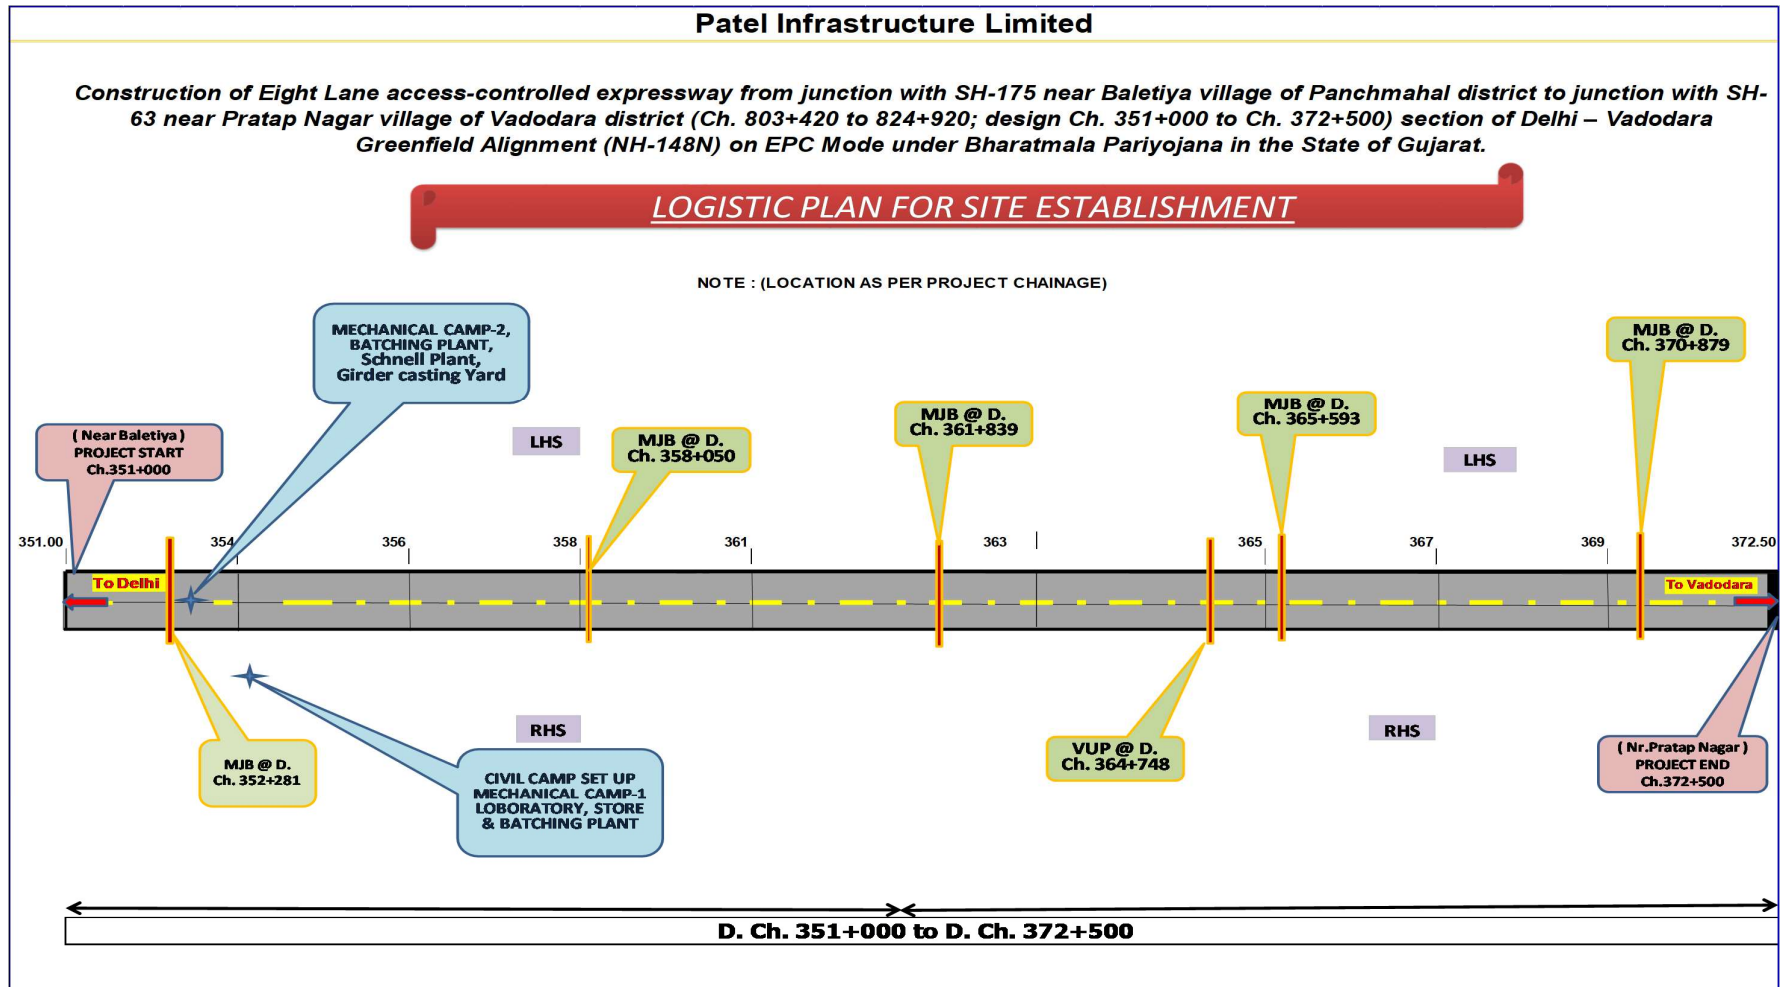 Patel Infrastructure Limited
Construction of Eight Lane access-controlled expressway from junction with SH-175 near Baletiya village of Panchmahal district to junction with SH-
63 near Pratap Nagar village of Vadodara district (Ch. 803+420 to 824+920; design Ch. 351+000 to Ch. 372+500) section of Delhi – Vadodara
Greenfield Alignment (NH-148N) on EPC Mode under Bharatmala Pariyojana in the State of Gujarat.
LOGISTIC PLAN FOR SITE ESTABLISHMENT
NOTE : (LOCATION AS PER PROJECT CHAINAGE)
MECHANICAL CAMP-2,
BATCHING PLANT,
Schnell Plant,
Girder casting Yard
MJB @ D.
Ch. 370+879
MJB @ D.
Ch. 365+593
MJB @ D.
Ch. 361+839
( Near Baletiya )
PROJECT START
Ch.351+000
LHS
MJB @ D.
Ch. 358+050
LHS
351.00
354
356
358
361
363
365
367
369
372.50
To Delhi
To Vadodara
RHS
RHS
MJB @ D.
Ch. 352+281
CIVIL CAMP SET UP
MECHANICAL CAMP-1
LOBORATORY, STORE
& BATCHING PLANT
VUP @ D.
Ch. 364+748
( Nr.Pratap Nagar )
PROJECT END
Ch.372+500
D. Ch. 351+000 to D. Ch. 372+500